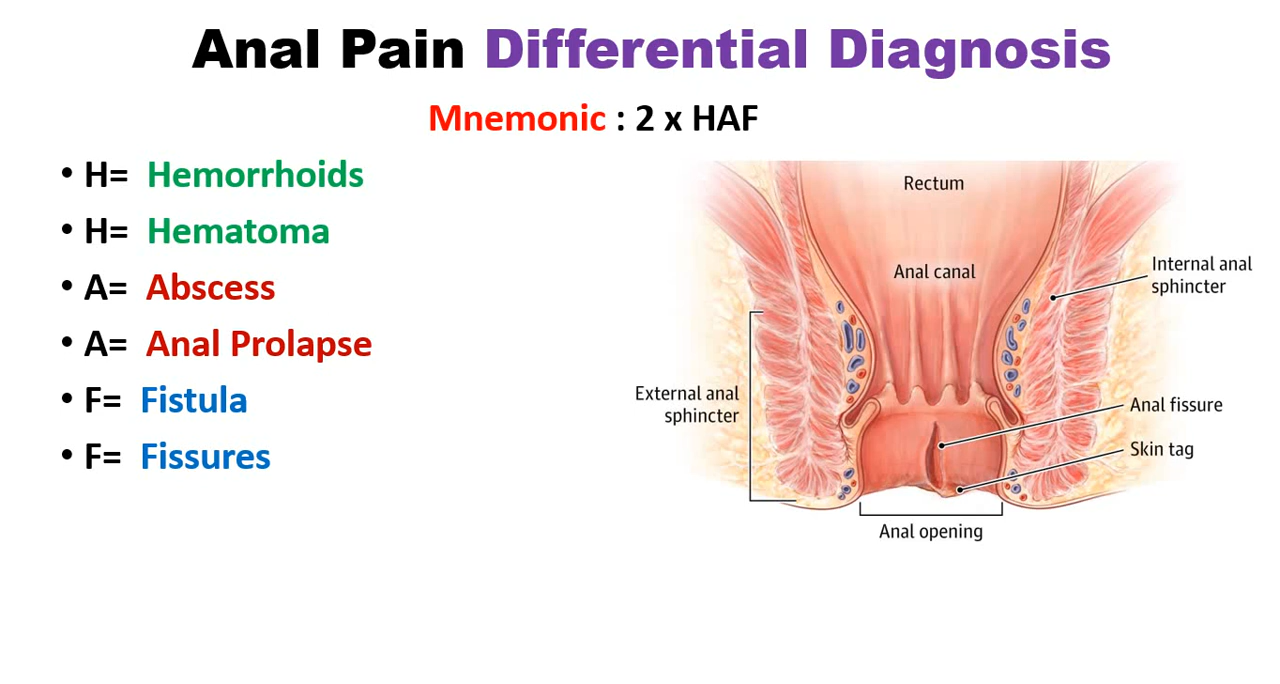 Anal Pain Differential Diagnosis
Mnemonic : 2 x HAF
• H= Hemorrhoids
• H= Hematoma
• A= Abscess
• A= Anal Prolapse
• F= Fistula
• F= Fissures
Rectum
Anal canal
Internal anal
sphincter
External anal
sphincter
Anal fissure
Skin tag
Anal opening